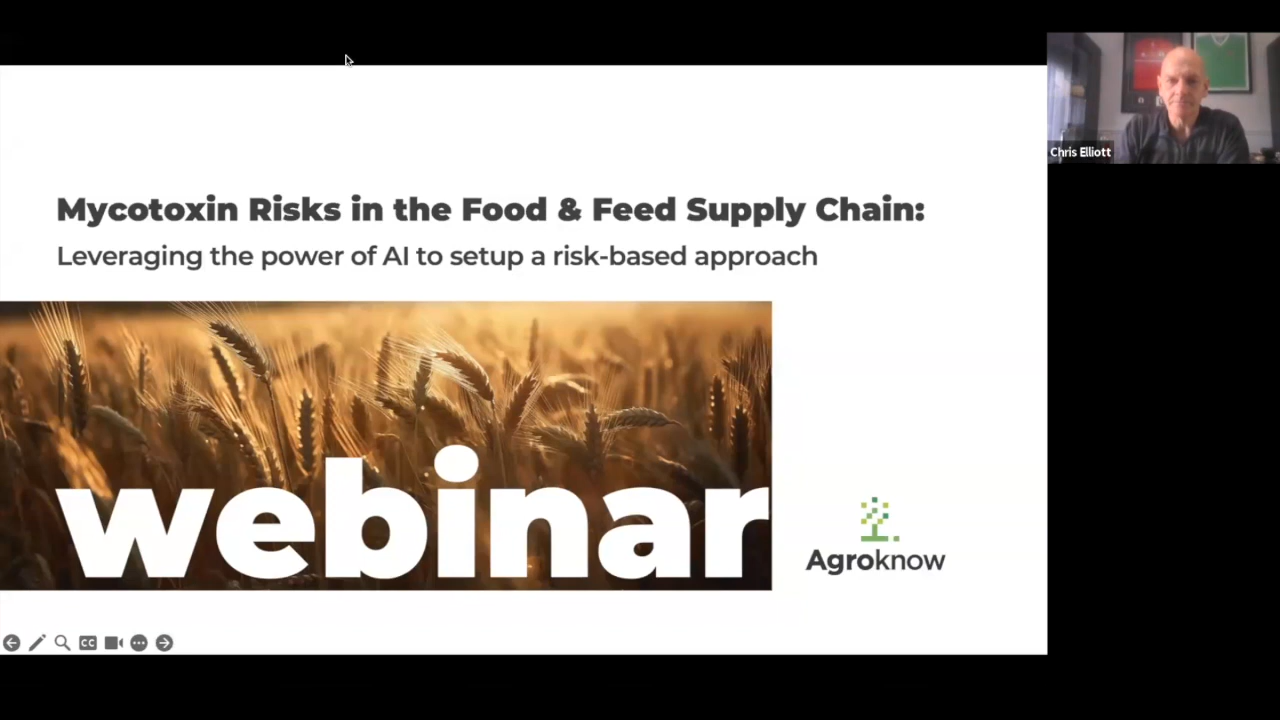 Mycotoxin Risks in the Food & Feed Supply Chain:
Leveraging the power of AI to setup a risk-based approach
webinar
Agroknow
CC
Chris Elliott